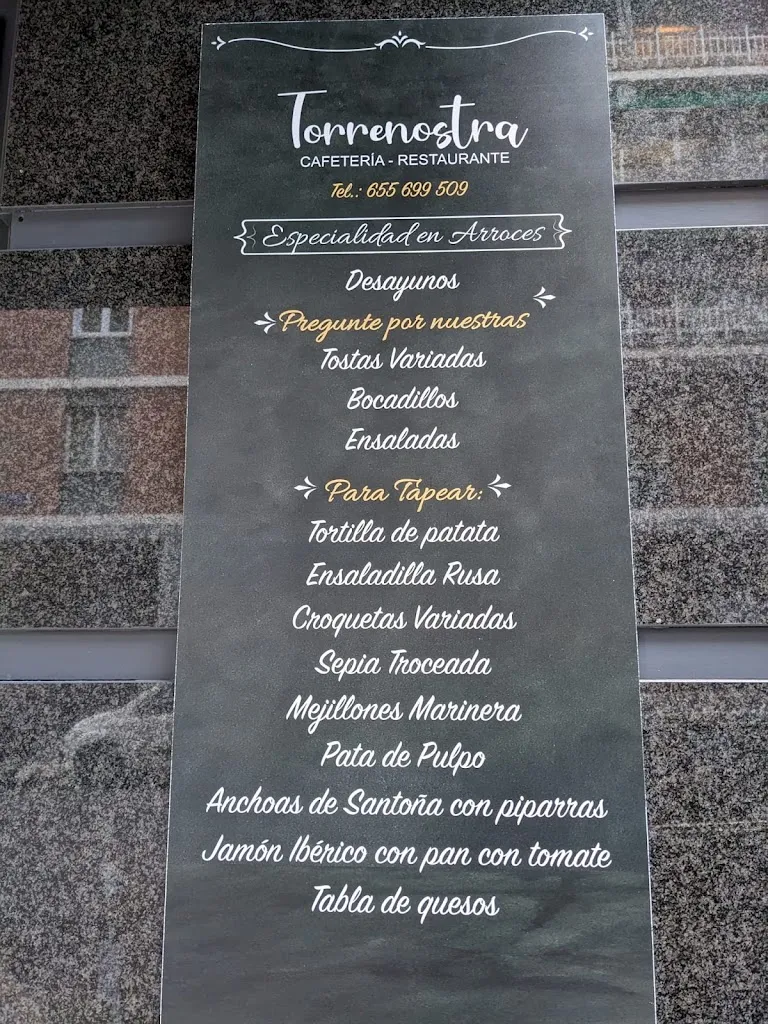 Torrenostra
CAFETERÍA - RESTAURANTE
Tel.: 655 699 509
Especialidad en Arroces
Desayunos
Pregunte por nuestras
Tostas Variadas
Bocadillos
Ensaladas
Para Tapear:
Tortilla de patata
Ensaladilla Rusa
Croquetas Variadas
Sepia Troceada
Mejillones Marinera
Pata de Pulpo
Anchoas de Santoña con piparras
Jamón Ibérico con pan con tomate
Tabla de quesos